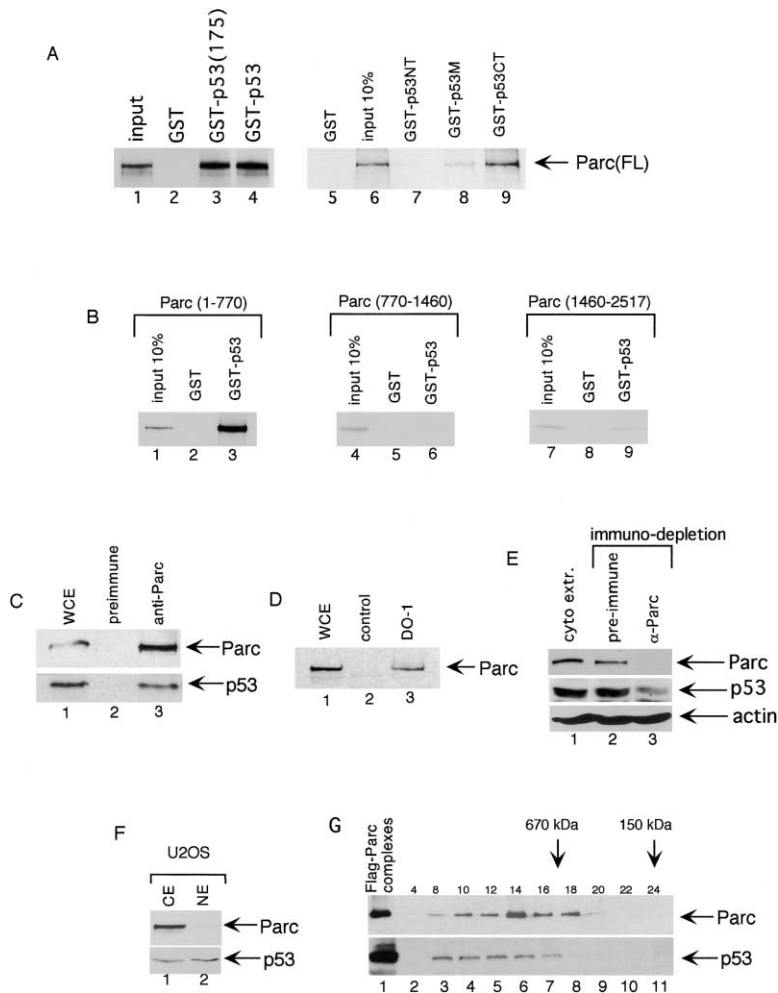 A
input
GST
GST-p53(175)
GST-p53
GST
input 10%
GST-p53NT
GST-p53M
GST-p53CT
Parc(FL)
1 2 3 4 5 6 7 8 9
B
Parc (1-770) Parc (770-1460) Parc (1460-2517)
input 10%
GST
GST-p53
input 10%
GST
GST-p53
input 10%
GST
GST-p53
1 2 3 4 5 6 7 8 9
C
WCE
preimmune
anti-Parc
Parc
p53
1 2 3
D
WCE
control
DO-1
Parc
1 2 3
E
immuno-depletion
cyto extr.
pre-immune
α-Parc
Parc
p53
actin
1 2 3
F
U2OS
CE
NE
Parc
p53
1 2
G
670 kDa 150 kDa
Flag-Parc
complexes
4 8 10 12 14 16 18 20 22 24
Parc
p53
1 2 3 4 5 6 7 8 9 10 11